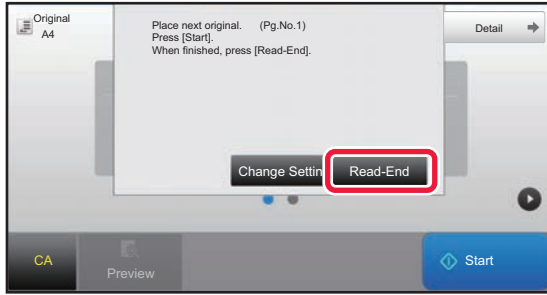 Original
A4
Place next original. (Pg.No.1)
Press [Start].
When finished, press [Read-End].
Detail
Change Settin
Read-End
CA
Preview
Start